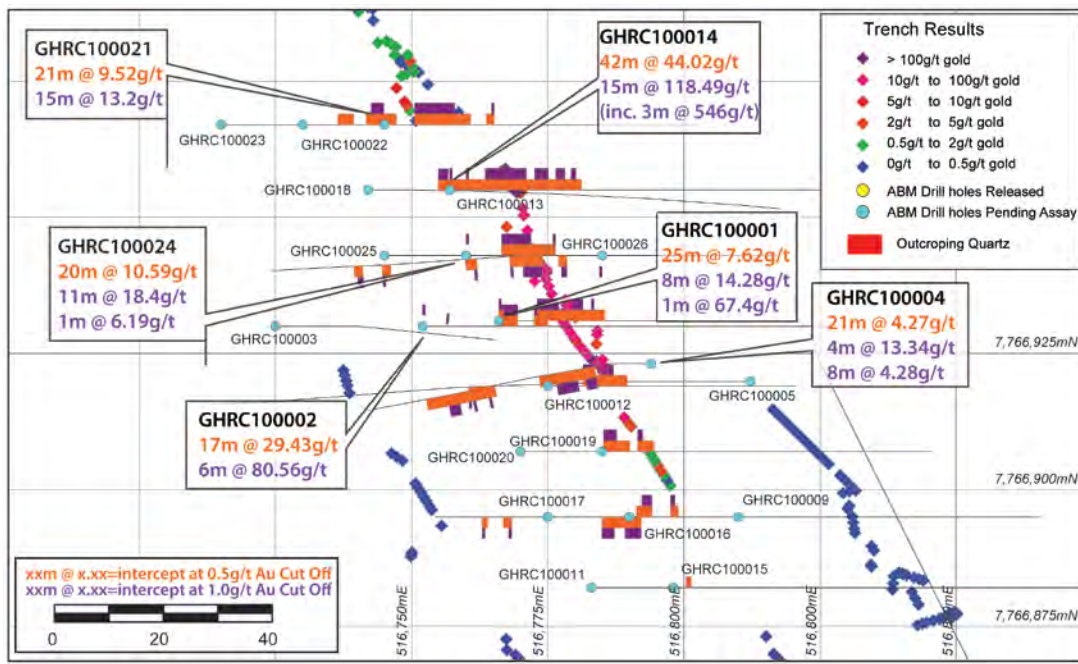 GHRC100021
21m @ 9.52g/t
15m @ 13.2g/t
GHRC100014
42m @ 44.02g/t
15m @ 118.49g/t
(inc. 3m @ 546g/t)
Trench Results
> 100g/t gold
10g/t to 100g/t gold
5g/t to 10g/t gold
2g/t to 5g/t gold
0.5g/t to 2g/t gold
0g/t to 0.5g/t gold
ABM Drill holes Released
ABM Drill holes Pending Assay
Outcroping Quartz
GHRC100023
GHRC100022
GHRC100018
GHRC100013
GHRC100024
20m @ 10.59g/t
11m @ 18.4g/t
1m @ 6.19g/t
GHRC100025
GHRC100026
GHRC100001
25m @ 7.62g/t
8m @ 14.28g/t
1m @ 67.4g/t
GHRC100004
21m @ 4.27g/t
4m @ 13.34g/t
8m @ 4.28g/t
GHRC100003
7,766,925mN
GHRC100002
17m @ 29.43g/t
6m @ 80.56g/t
GHRC100012
GHRC100005
GHRC100019
GHRC100020
7,766,900mN
GHRC100017
GHRC100009
GHRC100016
GHRC100011
GHRC100015
xxm @ x.xx=intercept at 0.5g/t Au Cut Off
xxm @ x.xx=intercept at 1.0g/t Au Cut Off
0 20 40
516,750mE
516,775mE
516,800mE
516,800mE
7,766,875mN